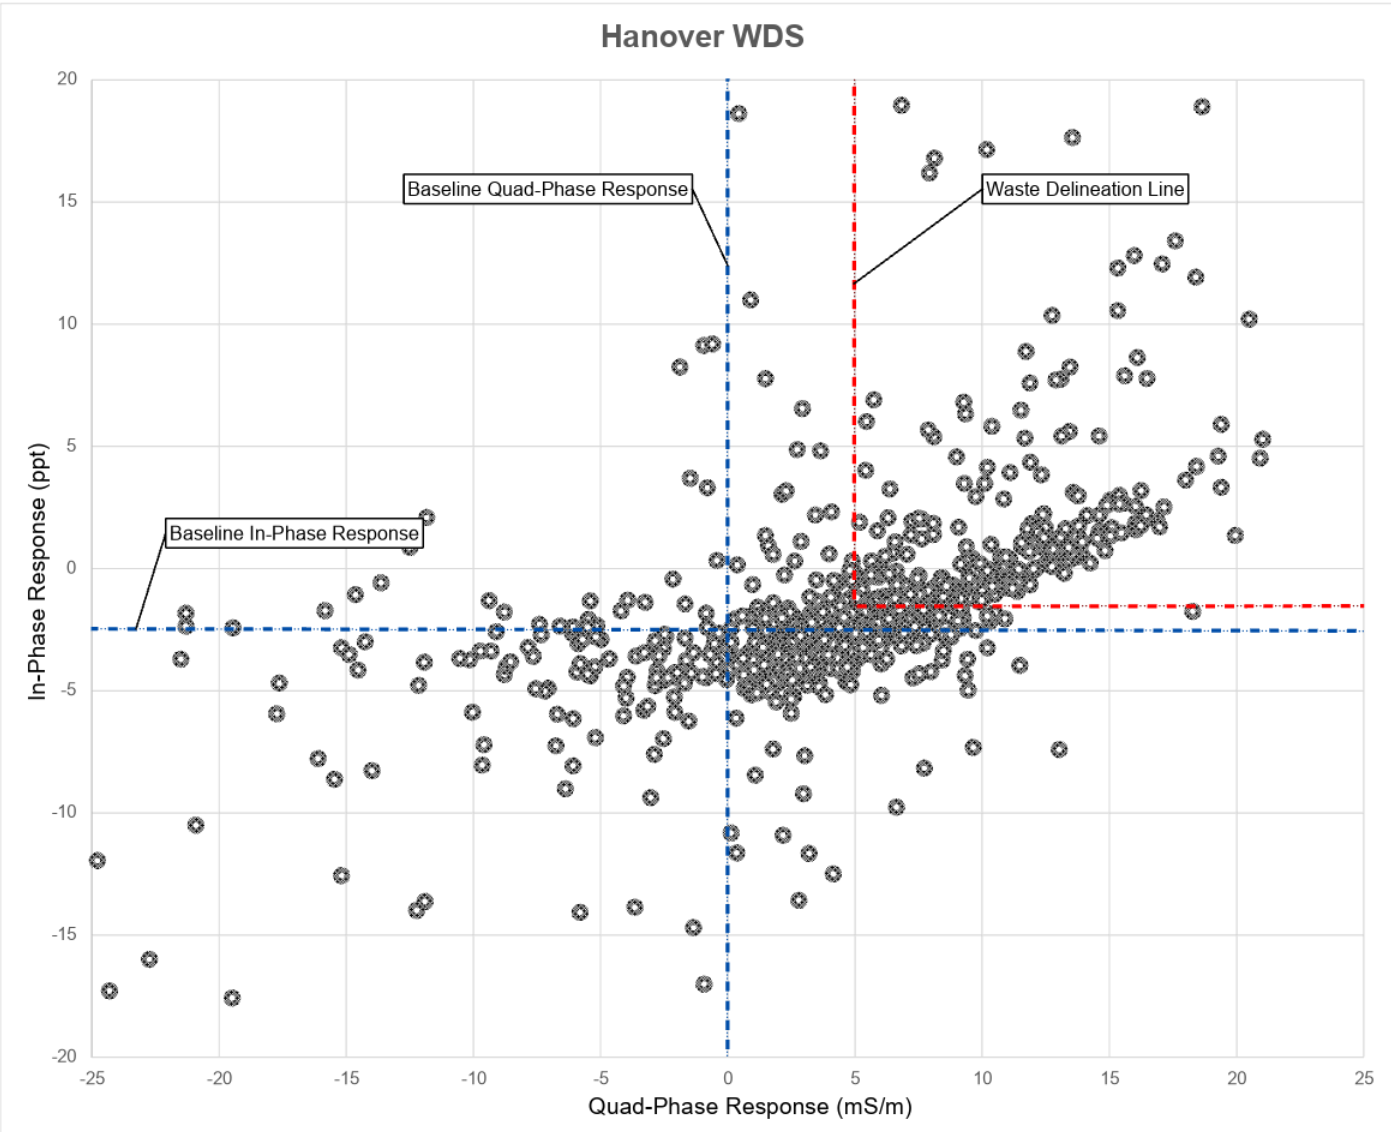 Hanover WDS
20
15
10
5
0
-5
-10
-15
-20
In-Phase Response (ppt)
Baseline Quad-Phase Response
Waste Delineation Line
Baseline In-Phase Response
-25 -20 -15 -10 -5 0 5 10 15 20 25
Quad-Phase Response (mS/m)